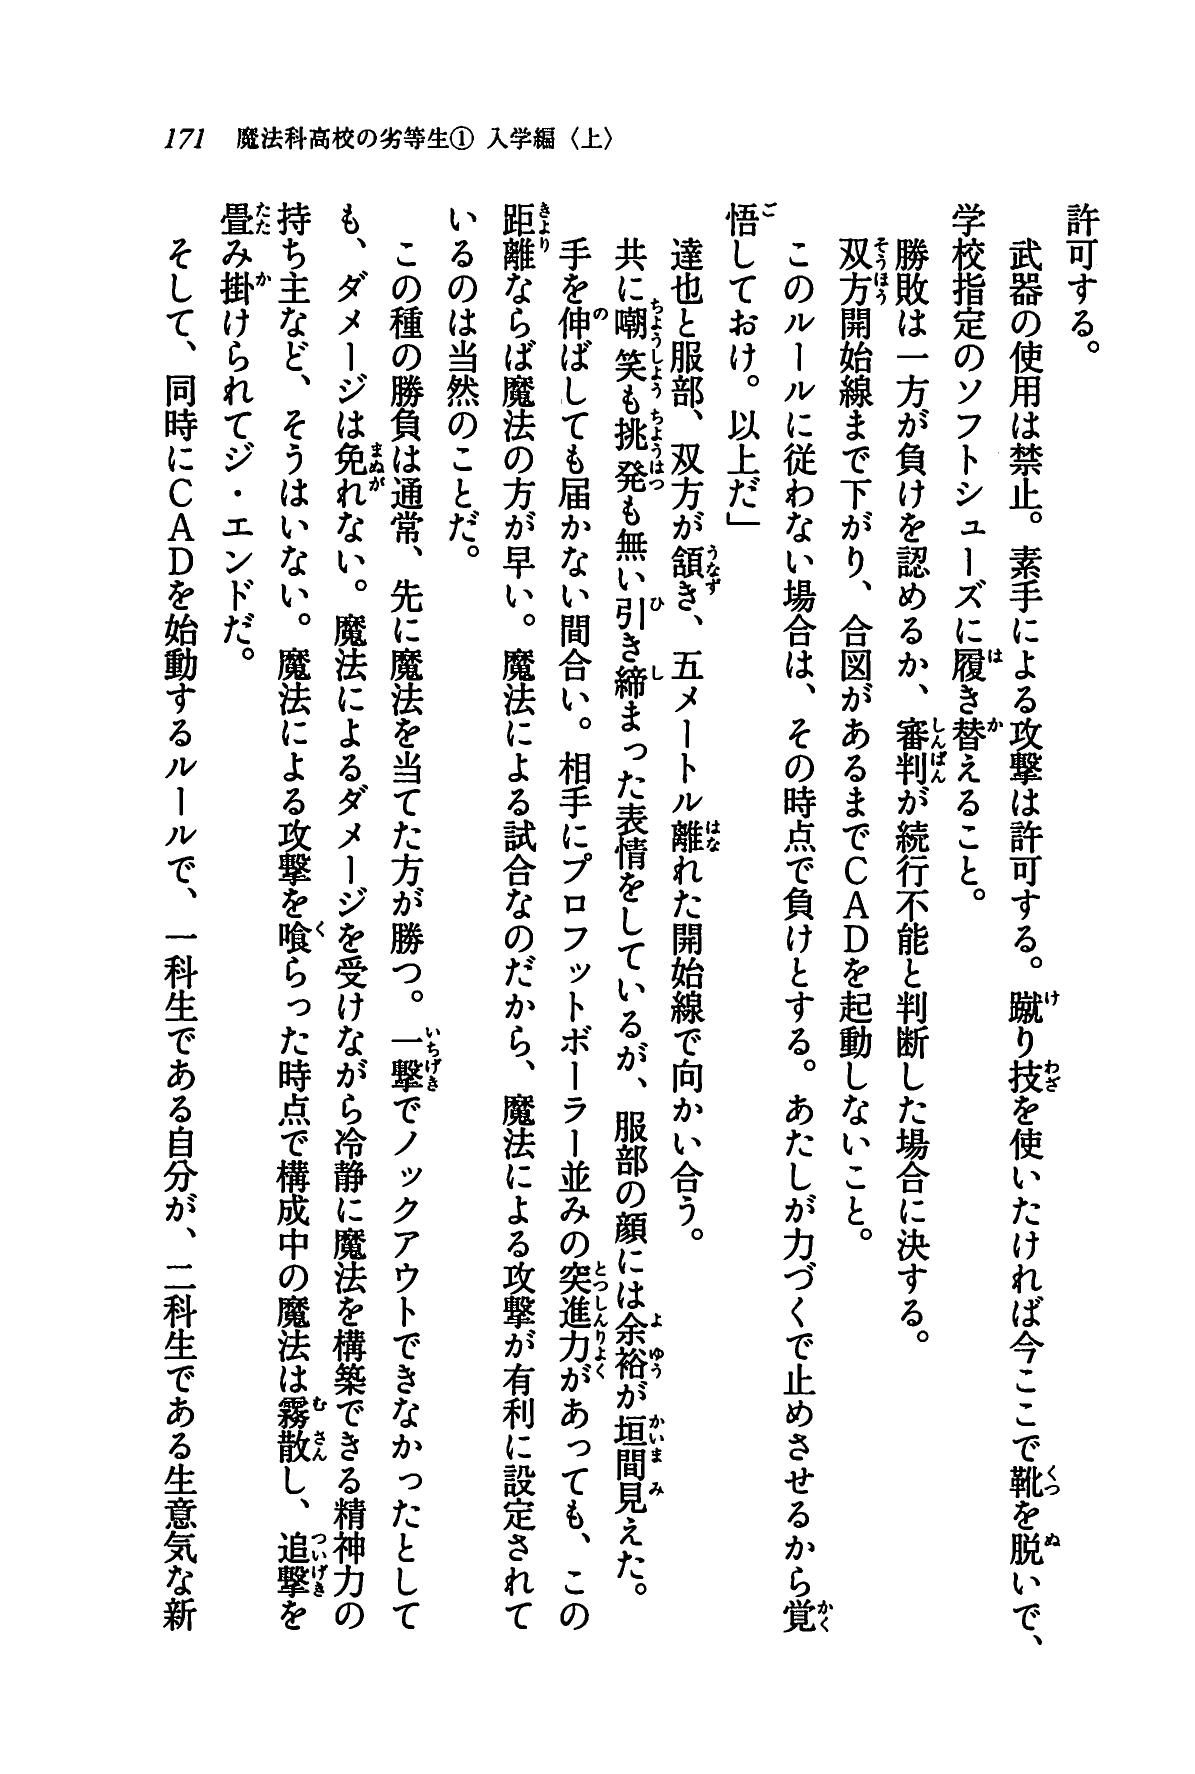 171 魔法科高校の劣等生① 入学編〈上〉
許可する。
武器の使用は禁止。素手による攻撃は許可する。蹴り技を使いたければ今ここで靴を脱いで、
学校指定のソフトシューズに履き替えること。
勝敗は一方が負けを認めるか、審判が続行不能と判断した場合に決する。
双方開始線まで下がり、合図があるまでCADを起動しないこと。
このルールに従わない場合は、その時点で負けとする。あたしが力づくで止めさせるから覚
悟しておけ。以上だ」
達也と服部、双方が頷き、五メートル離れた開始線で向かい合う。
共に嘲笑も挑発も無い引き締まった表情をしているが、服部の顔には余裕が垣間見えた。
手を伸ばしても届かない間合い。相手にプロフットボーラー並みの突進力があっても、この
距離ならば魔法の方が早い。魔法による試合なのだから、魔法による攻撃が有利に設定されて
いるのは当然のことだ。
この種の勝負は通常、先に魔法を当てた方が勝つ。一撃でノックアウトできなかったとして
も、ダメージは免れない。魔法によるダメージを受けながら冷静に魔法を構築できる精神力の
持ち主など、そうはいない。魔法による攻撃を喰らった時点で構成中の魔法は霧散し、追撃を
畳み掛けられてジ・エンドだ。
そして、同時にCADを始動するルールで、一科生である自分が、二科生である生意気な新